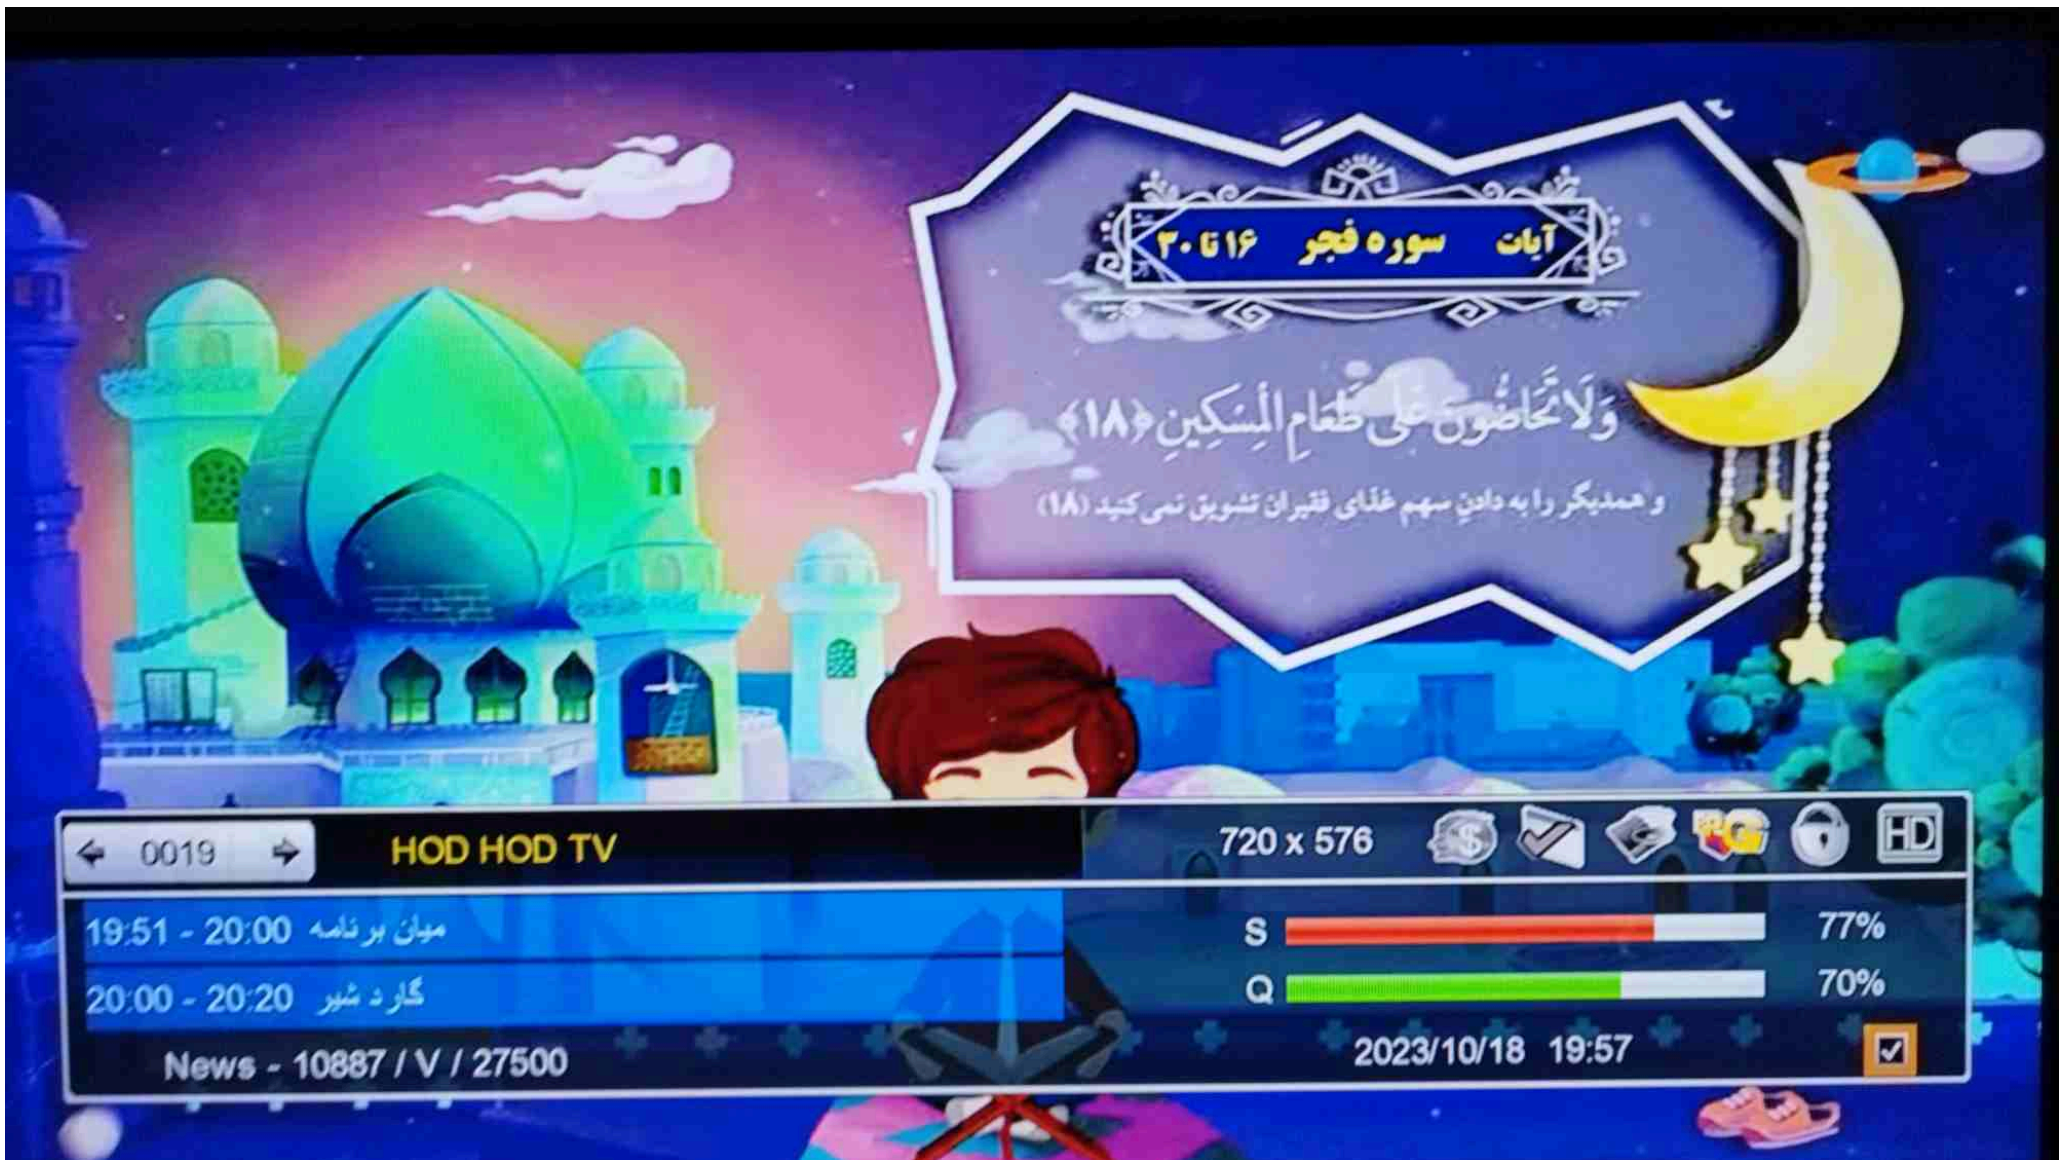 آیات سوره فجر ۱۶ تا ۳۰
وَلَا تَحَاضُّونَ عَلَى طَعَامِ الْمِسْكِينِ ﴿۱۸﴾
و همدیگر را به دادنِ سهم غذای فقیران تشویق نمی‌کنید (۱۸)
0019
HOD HOD TV
720 x 576
HD
19:51 - 20:00 میان برنامه
20:00 - 20:20 گارد شیر
S 77%
Q 70%
News - 10887 / V / 27500
2023/10/18 19:57